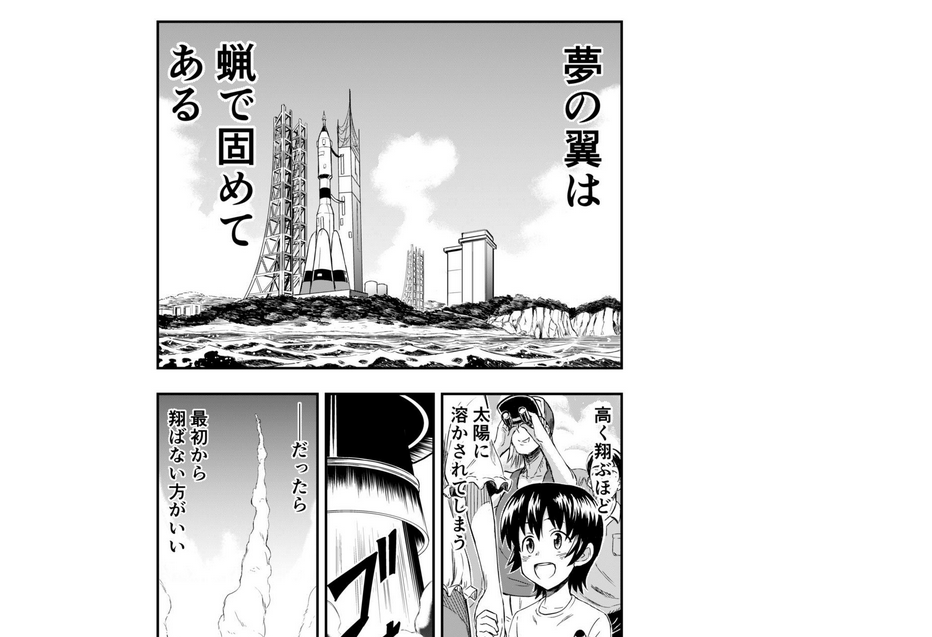 夢の翼は
蝋で固めて
ある
高く翔ぶほど
太陽に
溶かされてしまう
ゴ
──だったら
最初から
翔ばない方がいい